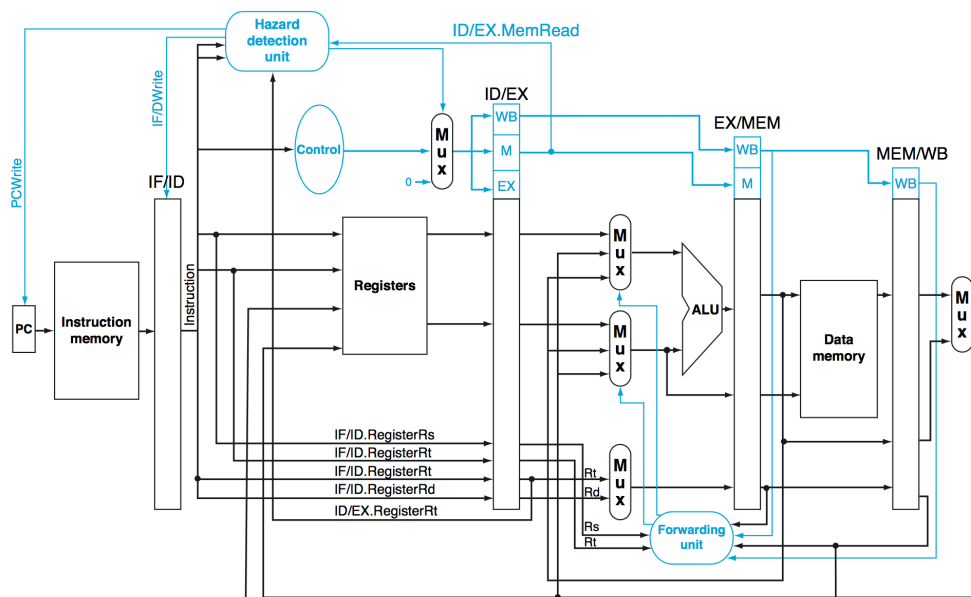 Hazard
detection
unit
ID/EX.MemRead
ID/EX
WB
M
EX
EX/MEM
WB
M
MEM/WB
WB
Control
M
u
x
0
PCWrite
IF/DWrite
IF/ID
Instruction
PC
Instruction
memory
Registers
M
u
x
M
u
x
ALU
Data
memory
M
u
x
IF/ID.RegisterRs
IF/ID.RegisterRt
IF/ID.RegisterRt
IF/ID.RegisterRd
ID/EX.RegisterRt
Rt
Rd
M
u
x
Rs
Rt
Forwarding
unit